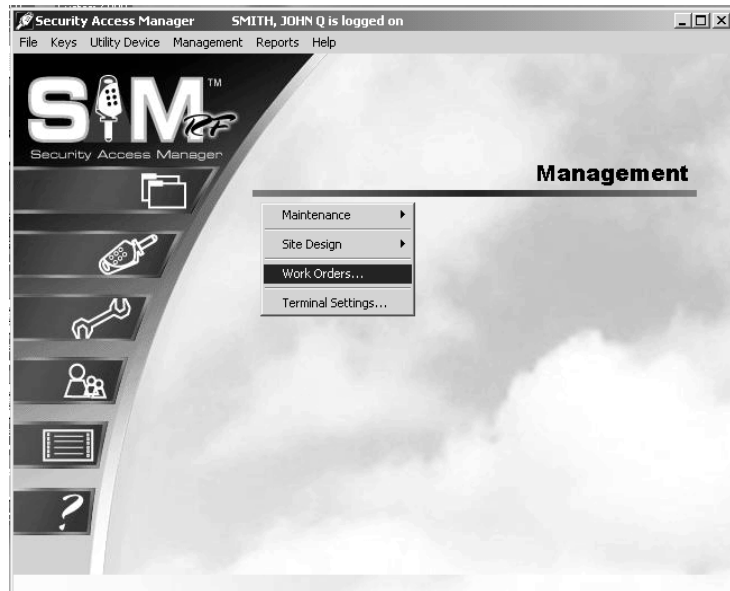 Security Access Manager SMITH, JOHN Q is logged on
File Keys Utility Device Management Reports Help
SAM TM
RF
Security Access Manager
Management
Maintenance
Site Design
Work Orders...
Terminal Settings...
?